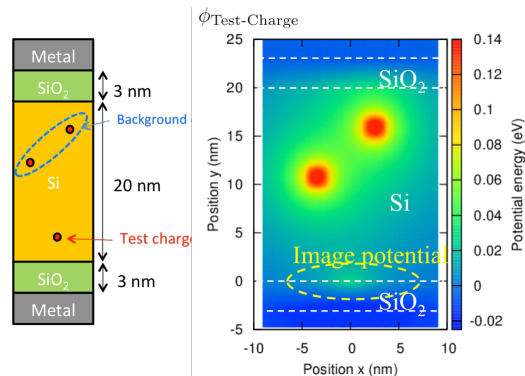 Metal
SiO2
3 nm
Background
Si
20 nm
Test charge
SiO2
3 nm
Metal
ϕTest-Charge
25
20
15
10
5
0
-5
Position y (nm)
-10
-5
0
5
10
Position x (nm)
SiO2
Si
Image potential
SiO2
0.14
0.12
0.1
0.08
0.06
0.04
0.02
0
-0.02
Potential energy (eV)